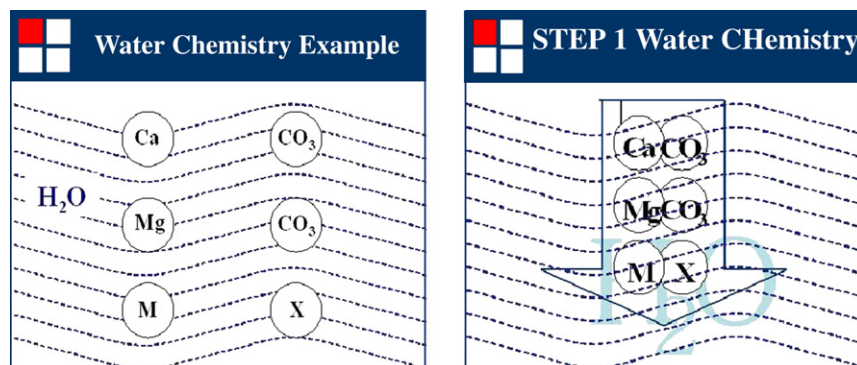 Water Chemistry Example
Ca
CO₃
H₂O
Mg
CO₃
M
X
STEP 1 Water CHemistry
Ca CO₃
Mg CO₃
M X
H₂O